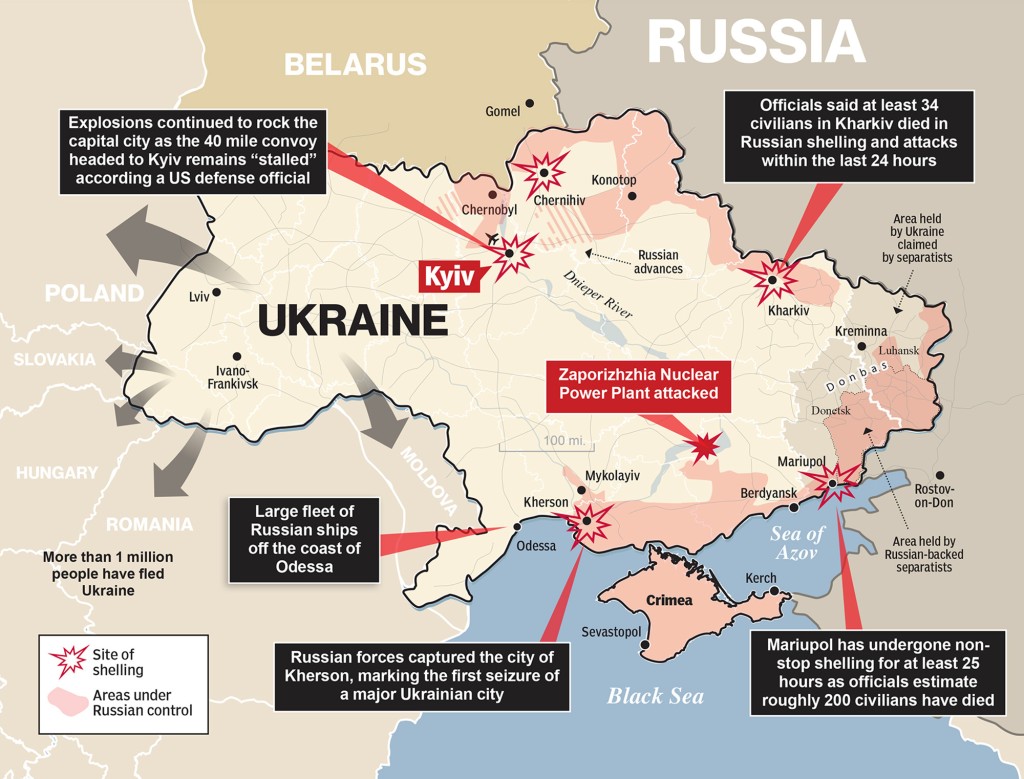 RUSSIA
BELARUS
Gomel
Explosions continued to rock the
capital city as the 40 mile convoy
headed to Kyiv remains “stalled”
according a US defense official
Officials said at least 34
civilians in Kharkiv died in
Russian shelling and attacks
within the last 24 hours
Chernobyl
Chernihiv
Konotop
Area held
by Ukraine
claimed
by separatists
Russian
advances
Kyiv
Dnieper River
POLAND
Lviv
UKRAINE
Kharkiv
Kreminna
Luhansk
SLOVAKIA
Ivano-
Frankivsk
Zaporizhzhia Nuclear
Power Plant attacked
Donbas
Donetsk
100 mi.
HUNGARY
MOLDOVA
Mykolayiv
Mariupol
Berdyansk
Rostov-
on-Don
Kherson
ROMANIA
Large fleet of
Russian ships
off the coast of
Odessa
Odessa
Sea of
Azov
Area held by
Russian-backed
separatists
More than 1 million
people have fled
Ukraine
Kerch
Crimea
Sevastopol
Site of
shelling
Areas under
Russian control
Russian forces captured the city of
Kherson, marking the first seizure of
a major Ukrainian city
Black Sea
Mariupol has undergone non-
stop shelling for at least 25
hours as officials estimate
roughly 200 civilians have died